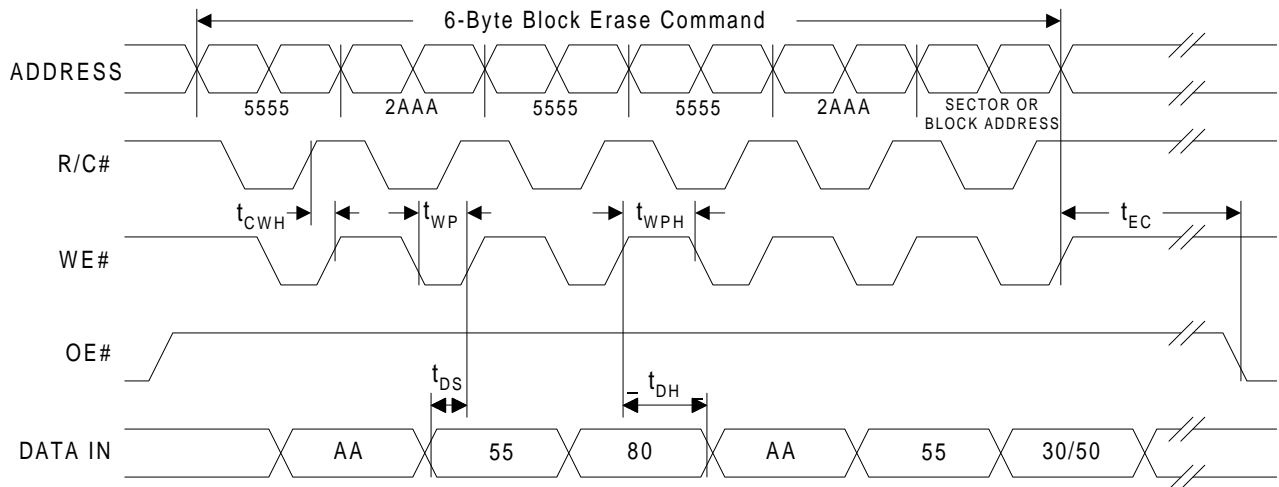 6-Byte Block Erase Command
ADDRESS
5555 2AAA 5555 5555 2AAA SECTOR OR
BLOCK ADDRESS
R/C#
tCWH tWP tWPH tEC
WE#
OE#
tDS tDH
DATA IN AA 55 80 AA 55 30/50